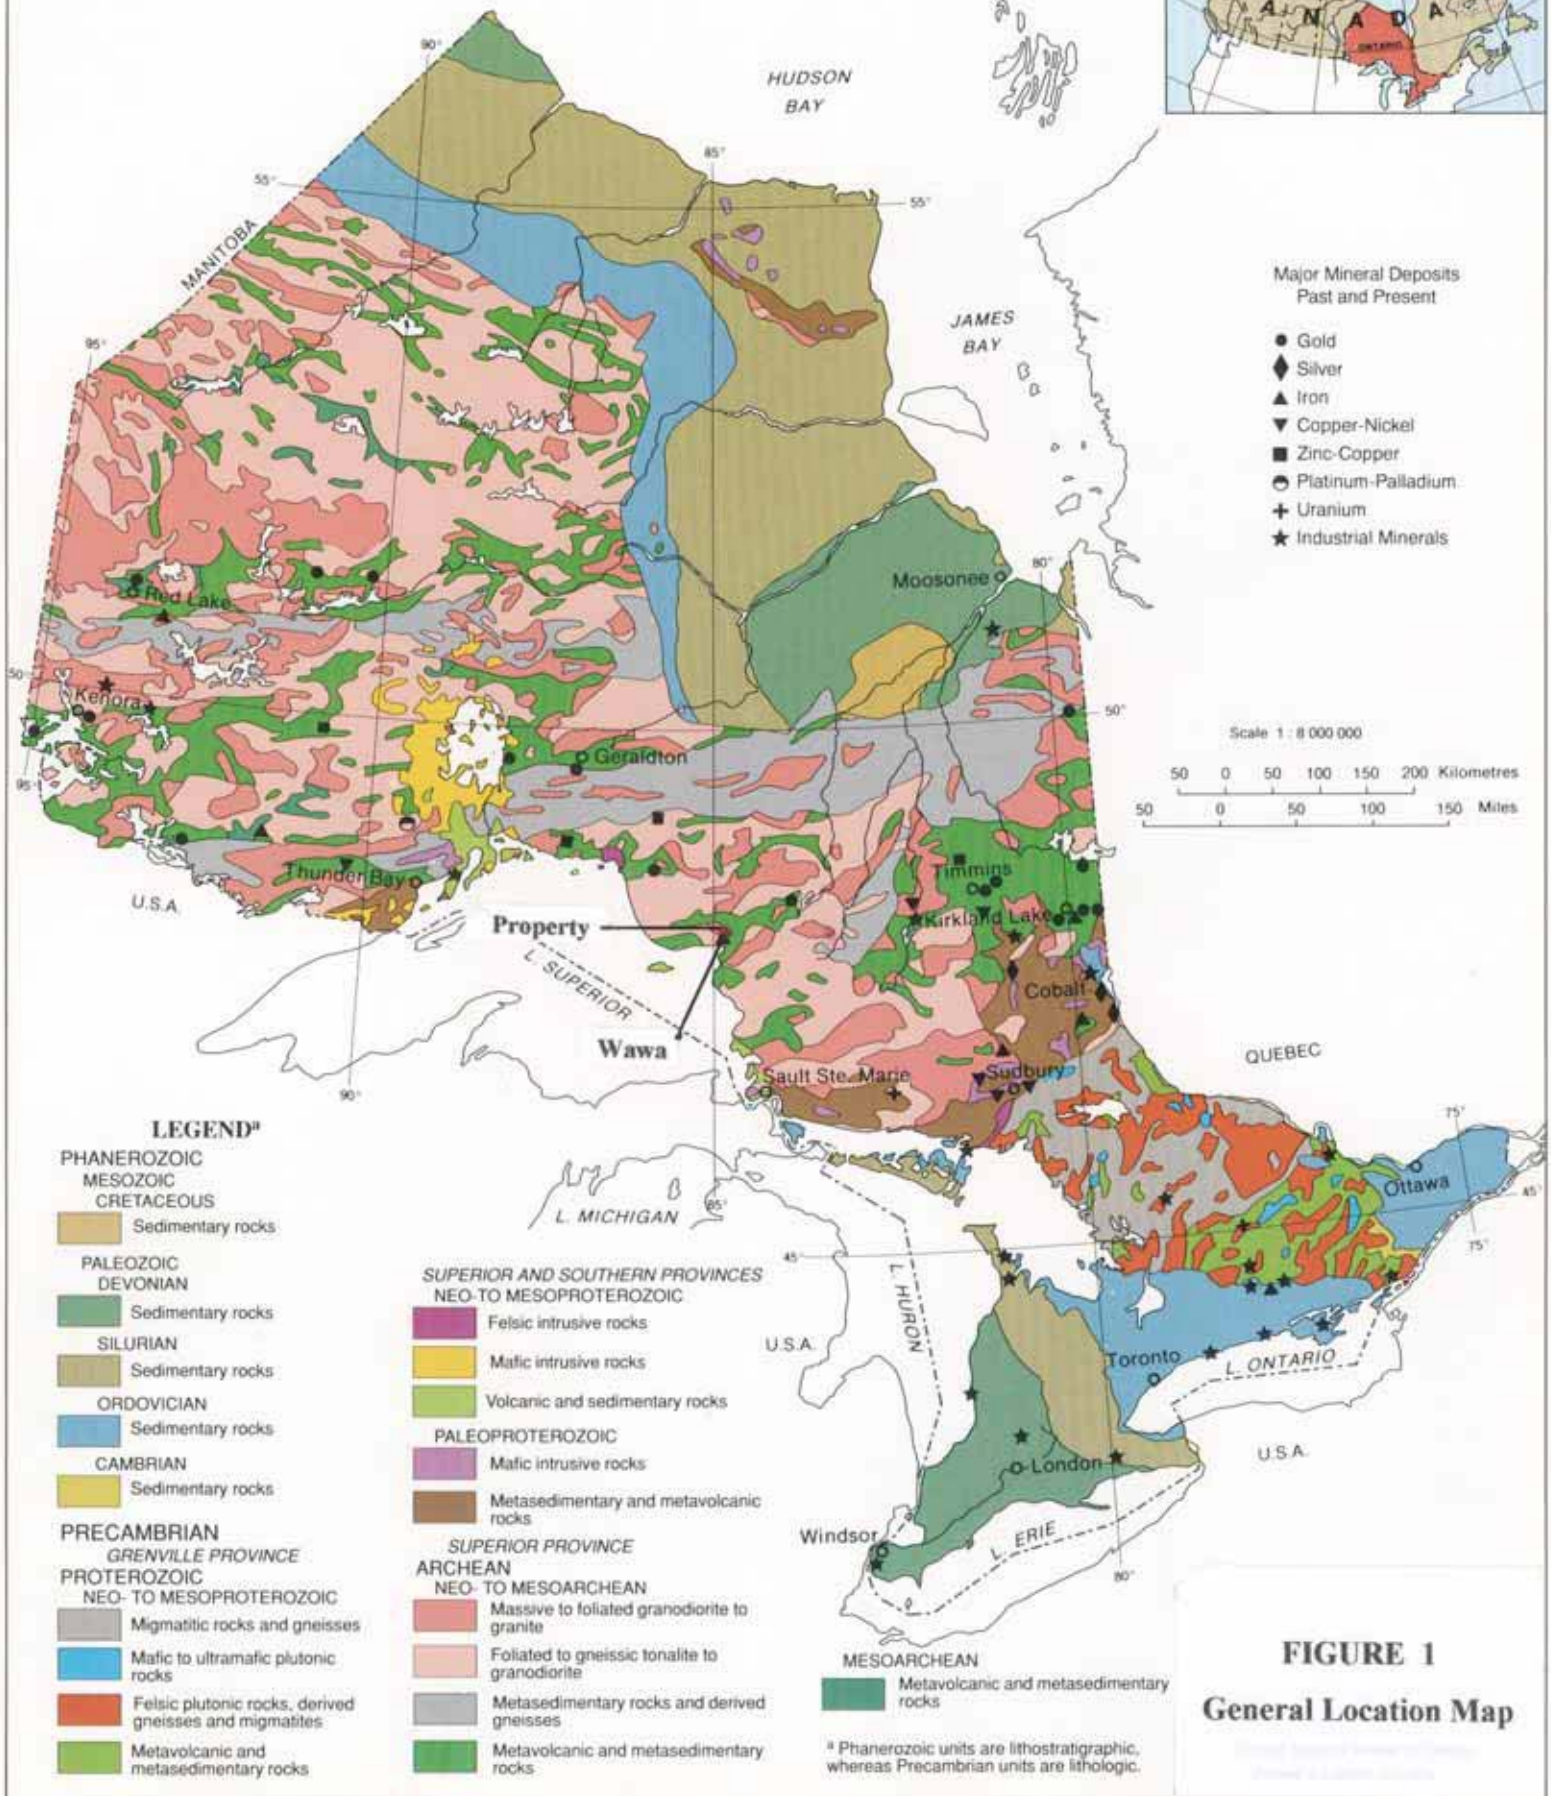 CANADA
ONTARIO
90°
HUDSON
BAY
85°
55°
55°
MANITOBA
JAMES
BAY
95°
Major Mineral Deposits
Past and Present
Gold
Silver
Iron
Copper-Nickel
Zinc-Copper
Platinum-Palladium
Uranium
Industrial Minerals
Moosonee
80°
Red Lake
50°
Kenora
50°
Geraldton
Scale 1 : 8 000 000
50 0 50 100 150 200 Kilometres
50 0 50 100 150 Miles
95°
Timmins
Thunder Bay
U.S.A.
Kirkland Lake
Property
L. SUPERIOR
Cobalt
Wawa
QUEBEC
Sault Ste. Marie
Sudbury
90°
75°
Ottawa
45°
85°
L. MICHIGAN
45°
75°
L. HURON
U.S.A.
Toronto
L. ONTARIO
London
U.S.A.
Windsor
L. ERIE
80°
LEGENDª
PHANEROZOIC
MESOZOIC
CRETACEOUS
Sedimentary rocks
PALEOZOIC
DEVONIAN
Sedimentary rocks
SILURIAN
Sedimentary rocks
ORDOVICIAN
Sedimentary rocks
CAMBRIAN
Sedimentary rocks
PRECAMBRIAN
GRENVILLE PROVINCE
PROTEROZOIC
NEO- TO MESOPROTEROZOIC
Migmatitic rocks and gneisses
Mafic to ultramafic plutonic
rocks
Felsic plutonic rocks, derived
gneisses and migmatites
Metavolcanic and
metasedimentary rocks
SUPERIOR AND SOUTHERN PROVINCES
NEO-TO MESOPROTEROZOIC
Felsic intrusive rocks
Mafic intrusive rocks
Volcanic and sedimentary rocks
PALEOPROTEROZOIC
Mafic intrusive rocks
Metasedimentary and metavolcanic
rocks
SUPERIOR PROVINCE
ARCHEAN
NEO- TO MESOARCHEAN
Massive to foliated granodiorite to
granite
Foliated to gneissic tonalite to
granodiorite
Metasedimentary rocks and derived
gneisses
Metavolcanic and metasedimentary
rocks
MESOARCHEAN
Metavolcanic and metasedimentary
rocks
ª Phanerozoic units are lithostratigraphic,
whereas Precambrian units are lithologic.
FIGURE 1
General Location Map